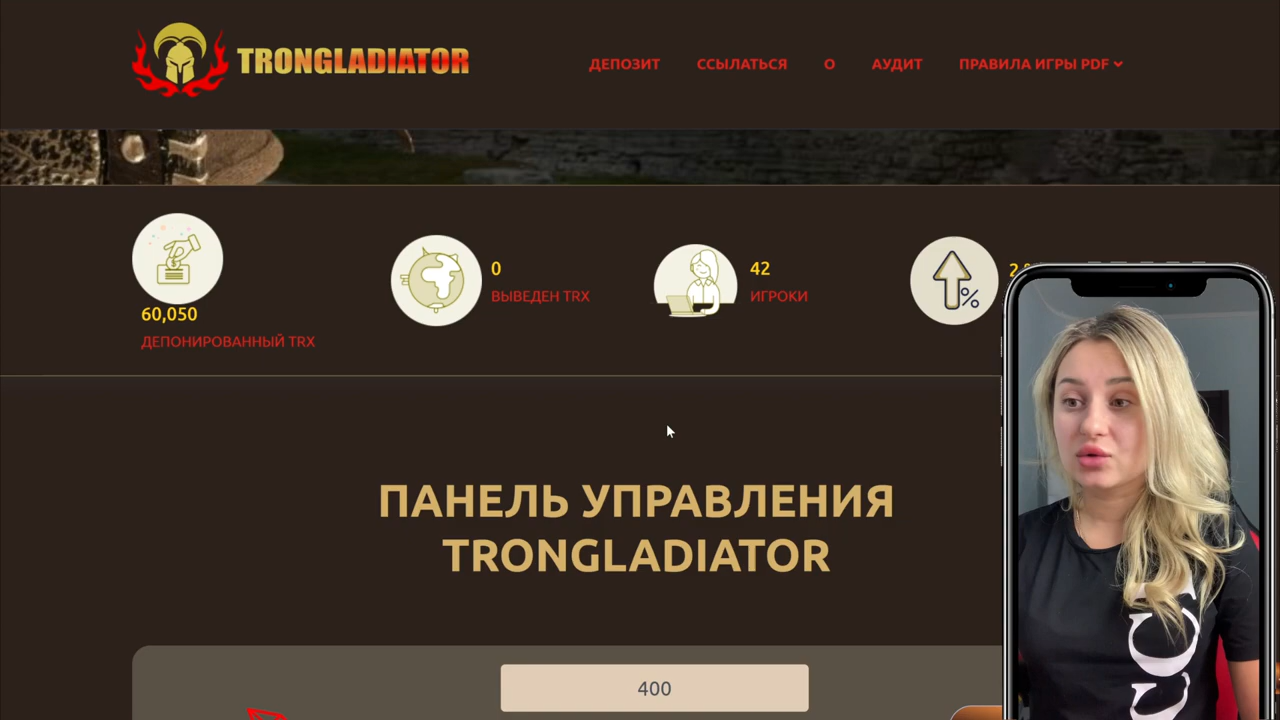 TRONGLADIATOR
ДЕПОЗИТ
ССЫЛАТЬСЯ
О
АУДИТ
ПРАВИЛА ИГРЫ PDF
60,050
ДЕПОНИРОВАННЫЙ TRX
0
ВЫВЕДЕН TRX
42
ИГРОКИ
%
ПАНЕЛЬ УПРАВЛЕНИЯ
TRONGLADIATOR
400